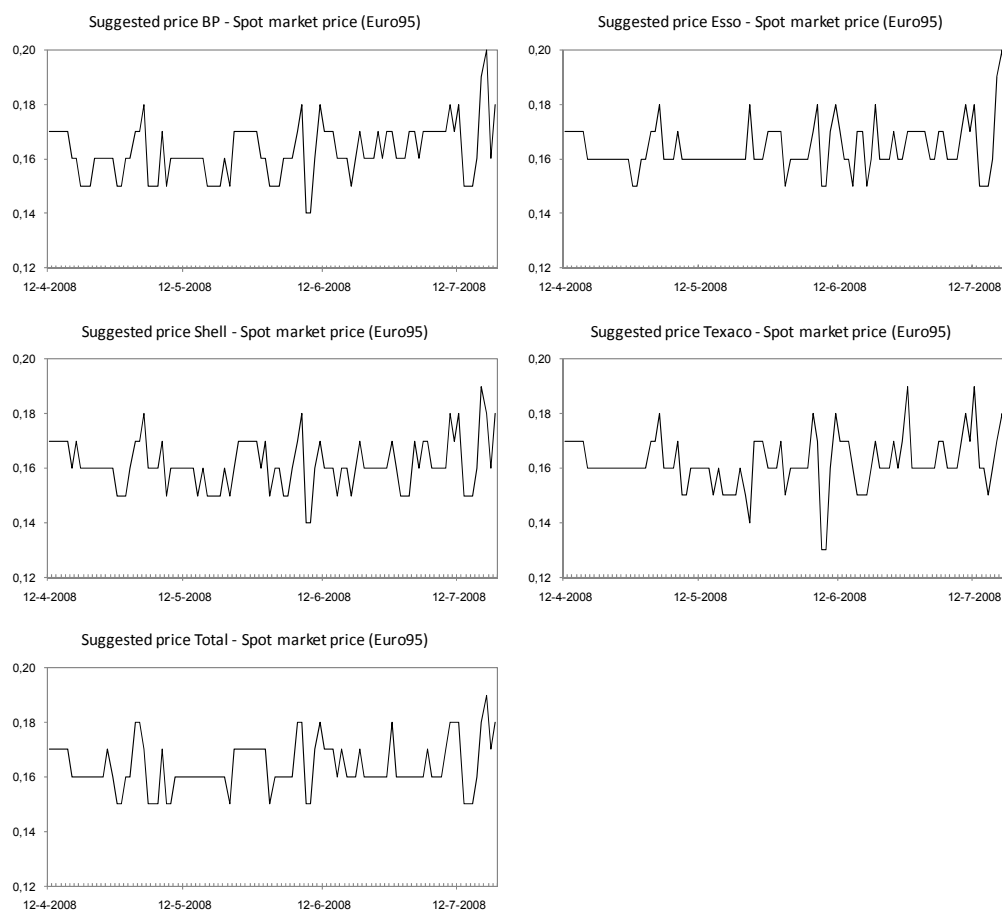 Suggested price BP - Spot market price (Euro95)
0,20
0,18
0,16
0,14
0,12
12-4-2008 12-5-2008 12-6-2008 12-7-2008
Suggested price Esso - Spot market price (Euro95)
0,20
0,18
0,16
0,14
0,12
12-4-2008 12-5-2008 12-6-2008 12-7-2008
Suggested price Shell - Spot market price (Euro95)
0,20
0,18
0,16
0,14
0,12
12-4-2008 12-5-2008 12-6-2008 12-7-2008
Suggested price Texaco - Spot market price (Euro95)
0,20
0,18
0,16
0,14
0,12
12-4-2008 12-5-2008 12-6-2008 12-7-2008
Suggested price Total - Spot market price (Euro95)
0,20
0,18
0,16
0,14
0,12
12-4-2008 12-5-2008 12-6-2008 12-7-2008